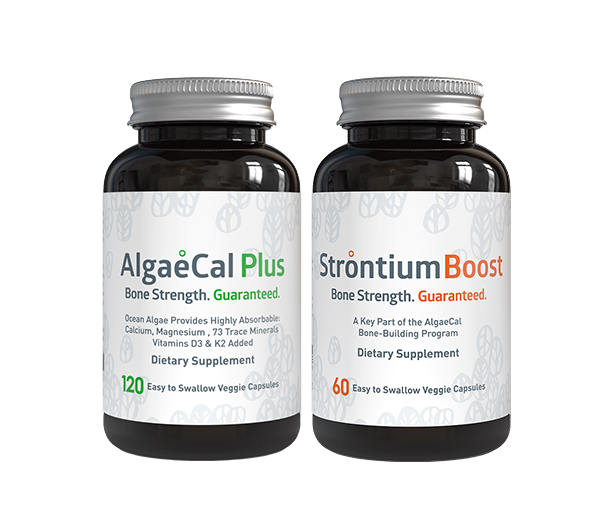 AlgaeCal Plus
Bone Strength. Guaranteed.
Ocean Algae Provides Highly Absorbable:
Calcium, Magnesium , 73 Trace Minerals
Vitamins D3 & K2 Added
Dietary Supplement
120 Easy to Swallow Veggie Capsules
Strontium Boost
Bone Strength. Guaranteed.
A Key Part of the AlgaeCal
Bone-Building Program
Dietary Supplement
60 Easy to Swallow Veggie Capsules